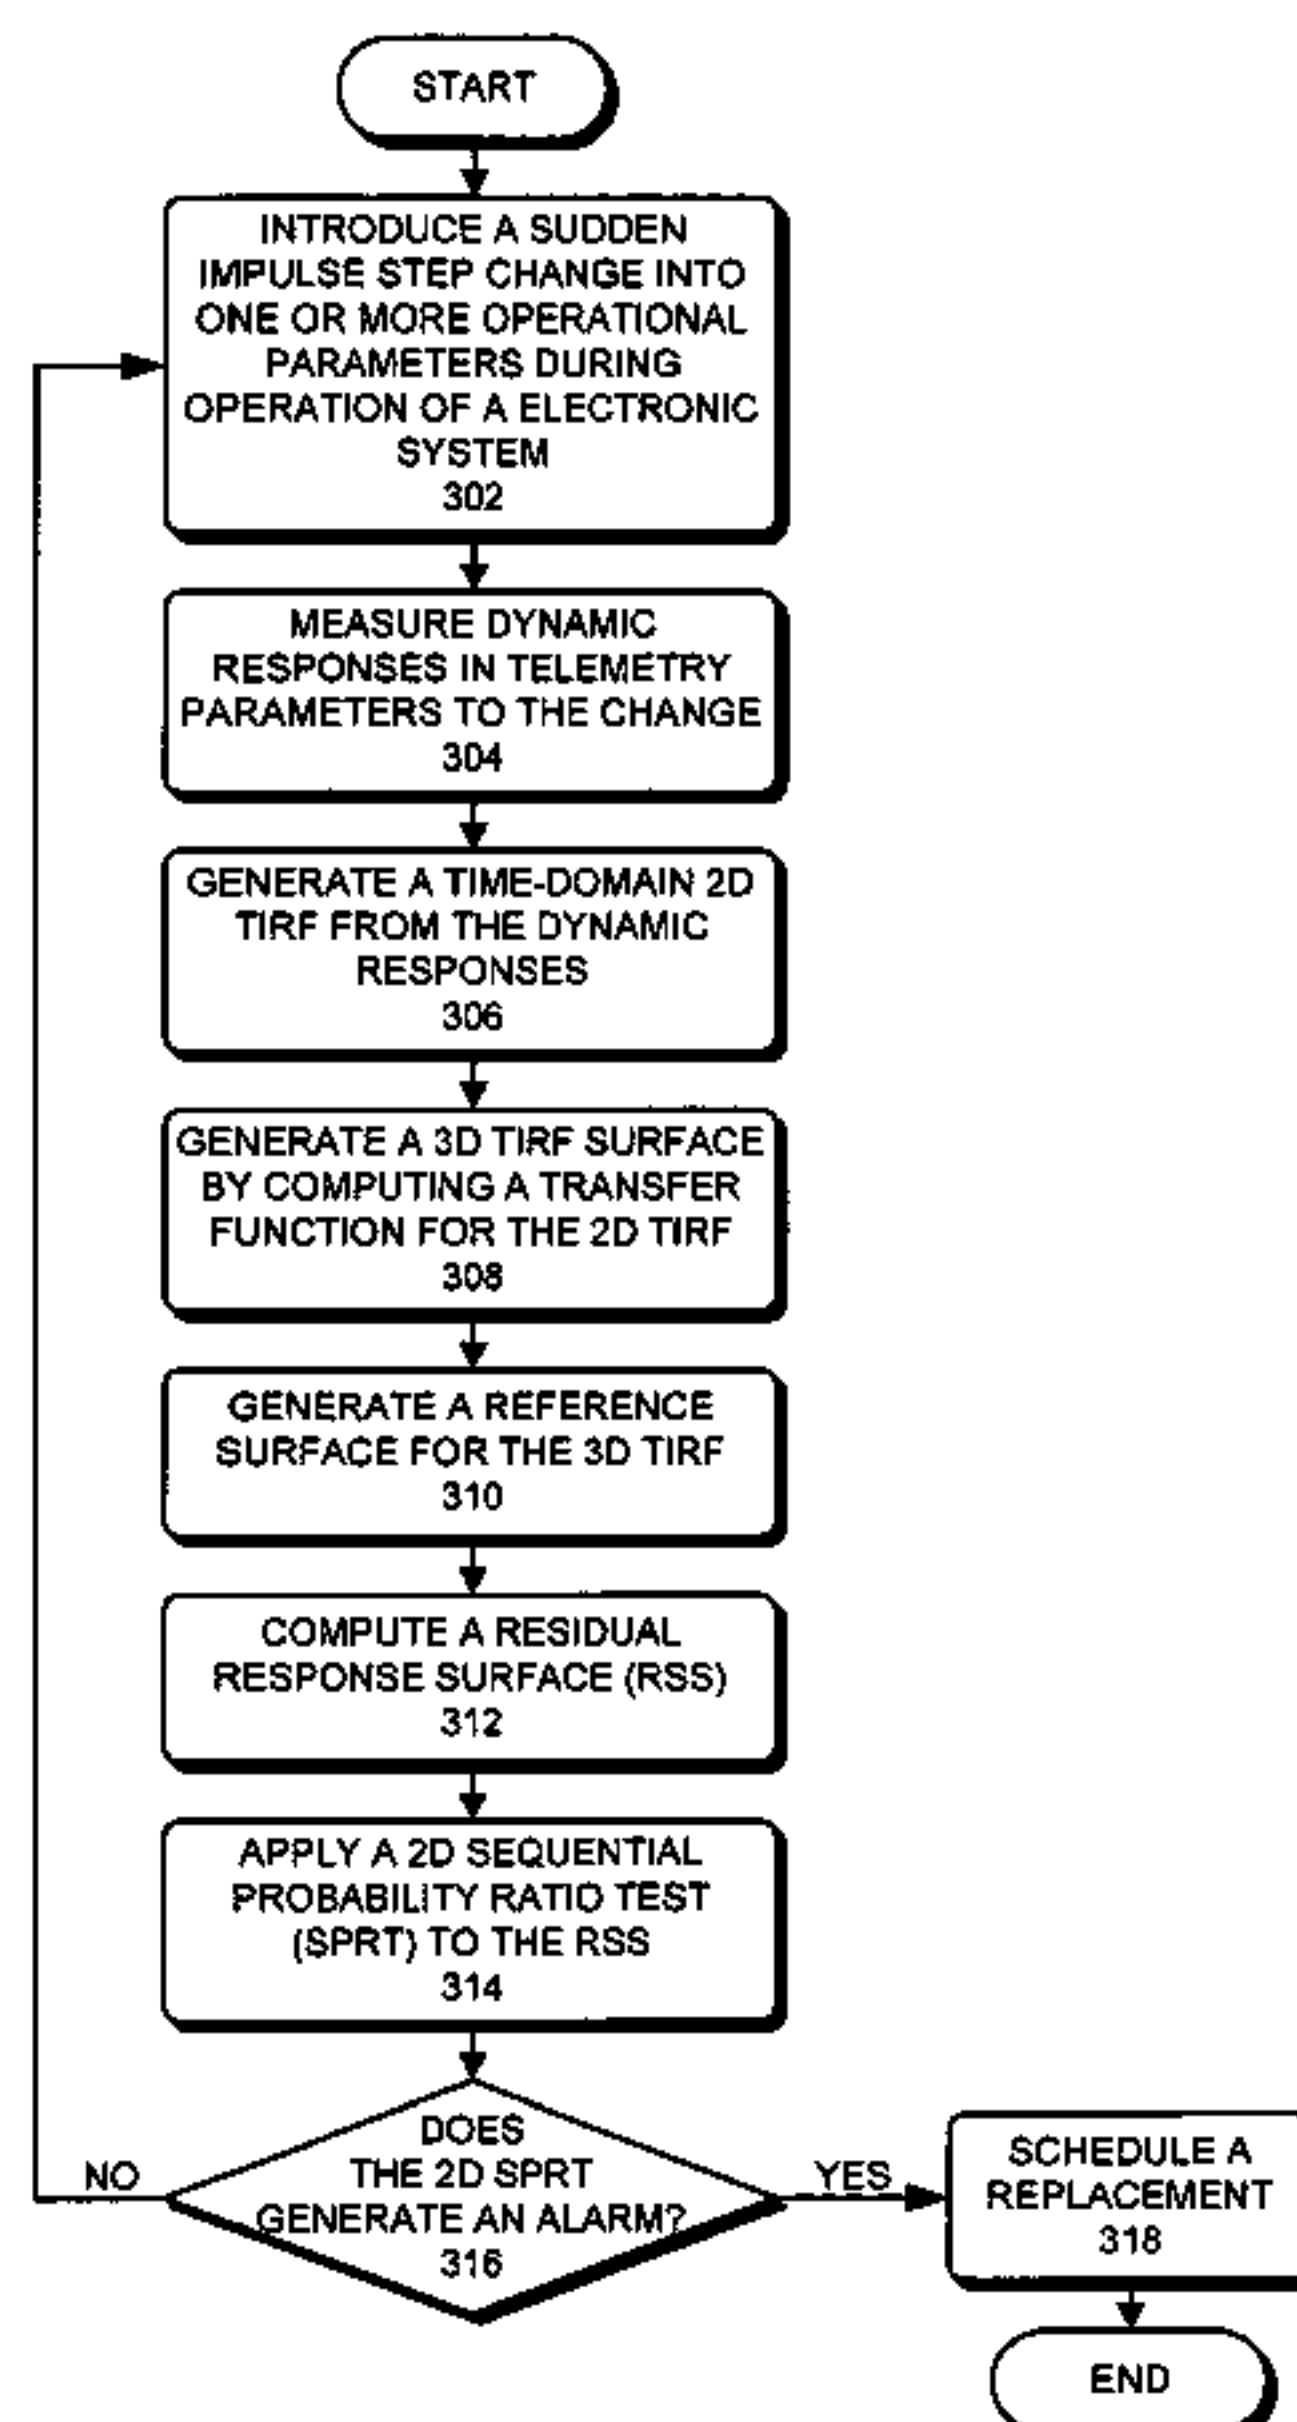 START
INTRODUCE A SUDDEN
IMPULSE STEP CHANGE INTO
ONE OR MORE OPERATIONAL
PARAMETERS DURING
OPERATION OF A ELECTRONIC
SYSTEM
302
MEASURE DYNAMIC
RESPONSES IN TELEMETRY
PARAMETERS TO THE CHANGE
304
GENERATE A TIME-DOMAIN 2D
TIRF FROM THE DYNAMIC
RESPONSES
306
GENERATE A 3D TIRF SURFACE
BY COMPUTING A TRANSFER
FUNCTION FOR THE 2D TIRF
308
GENERATE A REFERENCE
SURFACE FOR THE 3D TIRF
310
COMPUTE A RESIDUAL
RESPONSE SURFACE (RSS)
312
APPLY A 2D SEQUENTIAL
PROBABILITY RATIO TEST
(SPRT) TO THE RSS
314
DOES
THE 2D SPRT
GENERATE AN ALARM?
316
NO
YES
SCHEDULE A
REPLACEMENT
318
END